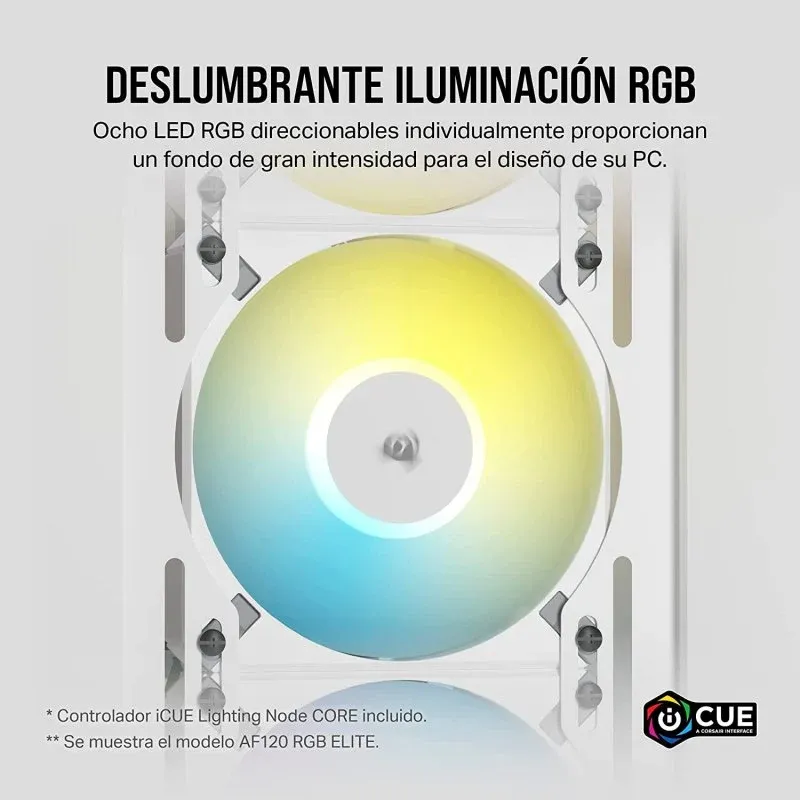 DESLUMBRANTE ILUMINACIÓN RGB
Ocho LED RGB direccionables individualmente proporcionan
un fondo de gran intensidad para el diseño de su PC.
* Controlador iCUE Lighting Node CORE incluido.
** Se muestra el modelo AF120 RGB ELITE.
iCUE
A CORSAIR INTERFACE